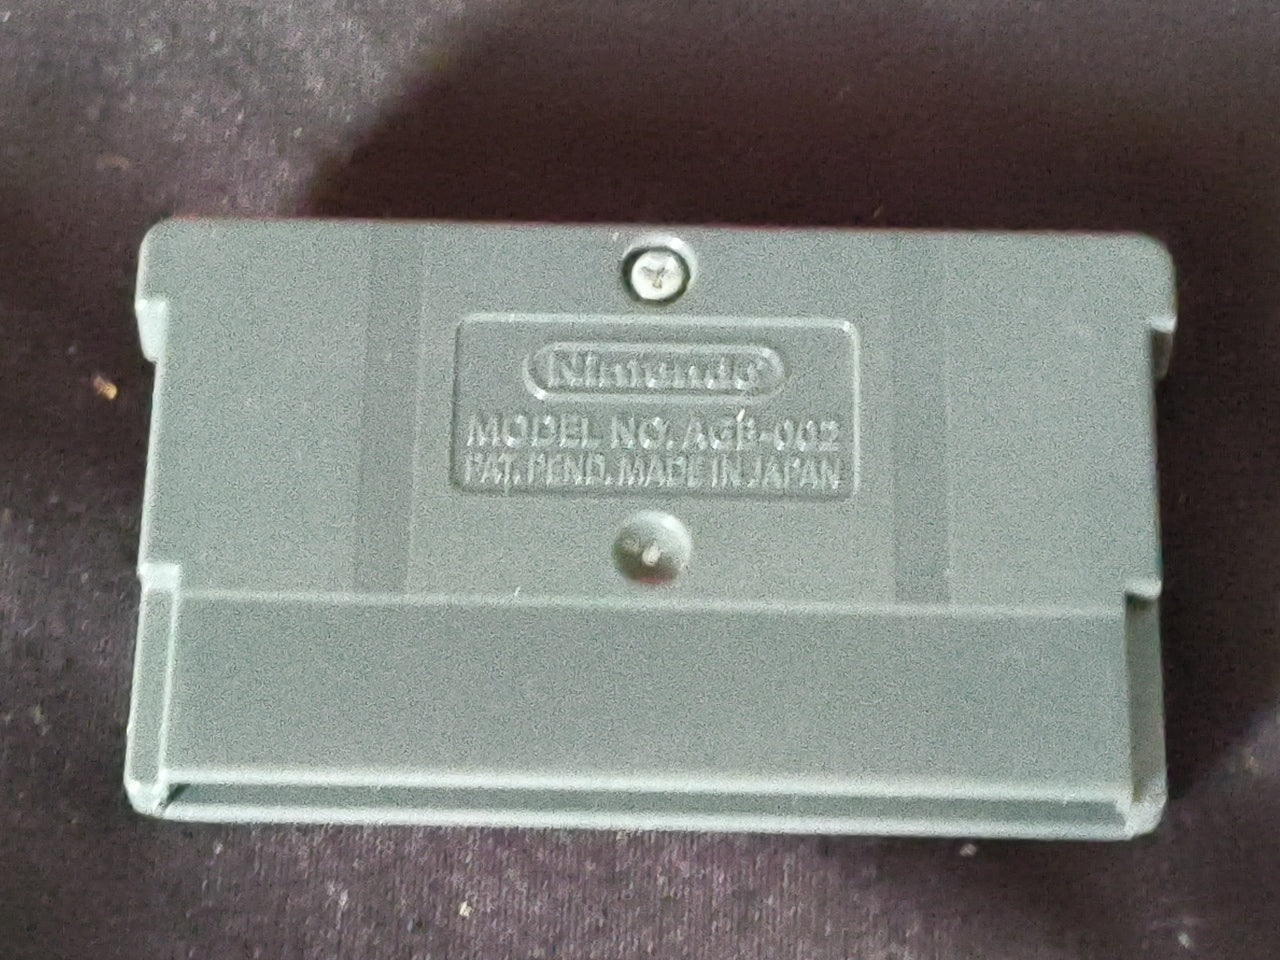 Nintendo
MODEL NO. AGB-002
PAT. PEND. MADE IN JAPAN